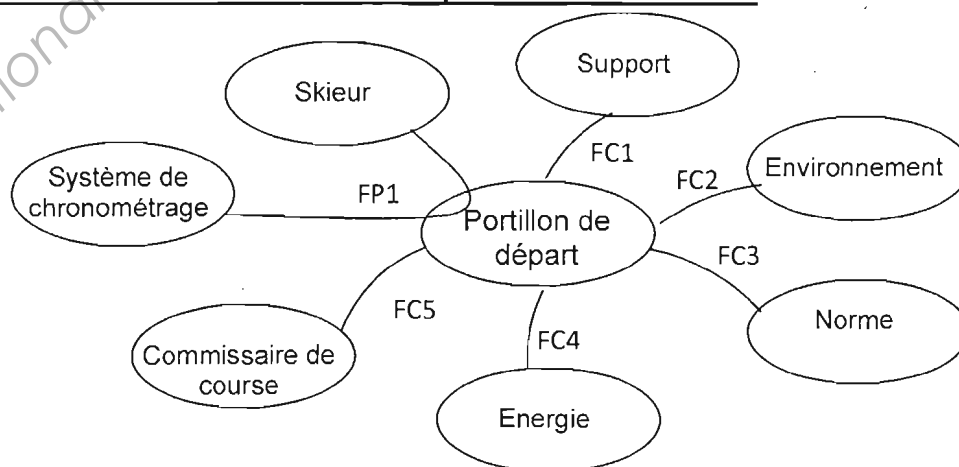 Support
Skieur
FC1
Environnement
FC2
Système de
chronométrage
FP1
Portillon de
départ
FC3
FC5
Norme
FC4
Commissaire de
course
Energie